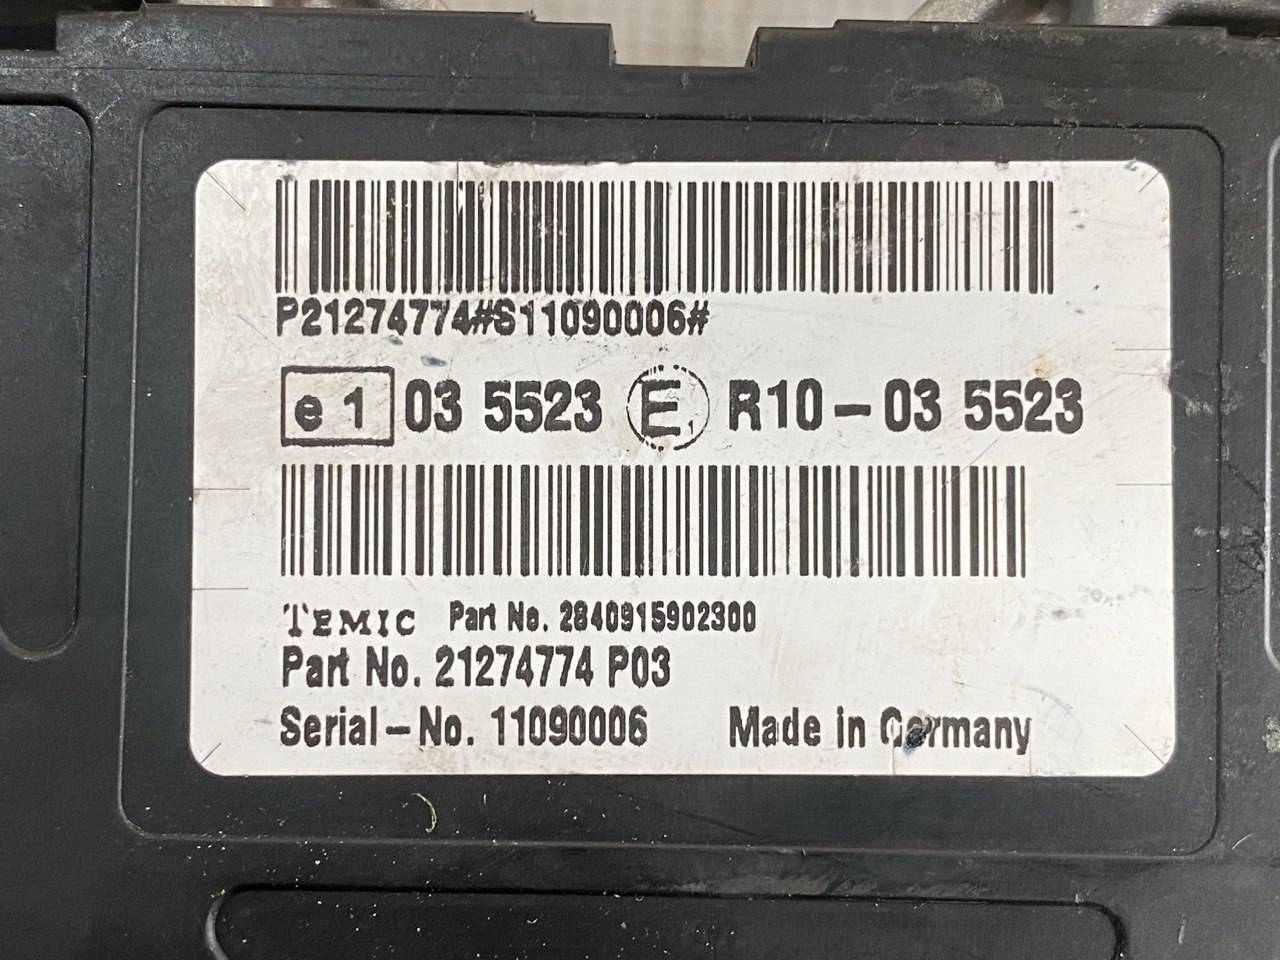 P21274774#S11090006#
e 1 03 5523 E 1 R10 - 03 5523
TEMIC Part No. 2840915902300
Part No. 21274774 P03
Serial-No. 11090006 Made in Germany